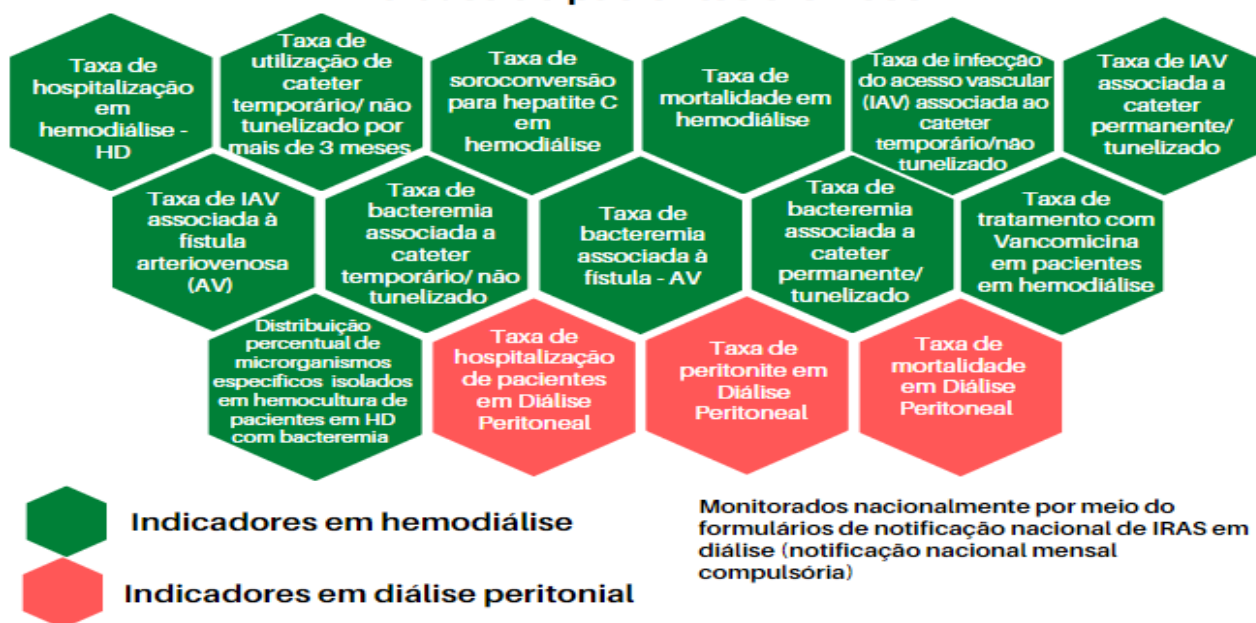 Taxa de
hospitalização
em
hemodiálise -
HD
Taxa de
utilização de
cateter
temporário/ não
tunelizado por
mais de 3 meses
Taxa de
soroconversão
para hepatite C
em
hemodiálise
Taxa de
mortalidade em
hemodiálise
Taxa de infecção
do acesso vascular
(IAV) associada ao
cateter
temporário/não
tunelizado
Taxa de IAV
associada a
cateter
permanente/
tunelizado
Taxa de IAV
associada à
fístula
arteriovenosa
(AV)
Taxa de
bacteremia
associada a
cateter
temporário/ não
tunelizado
Taxa de
bacteremia
associada à
fístula - AV
Taxa de
bacteremia
associada a
cateter
permanente/
tunelizado
Taxa de
tratamento com
Vancomicina
em pacientes
em hemodiálise
Distribuição
percentual de
microrganismos
específicos isolados
em hemocultura de
pacientes em HD
com bacteremia
Taxa de
hospitalização
de pacientes
em Diálise
Peritoneal
Taxa de
peritonite em
Diálise
Peritoneal
Taxa de
mortalidade
em Diálise
Peritoneal
Indicadores em hemodiálise
Indicadores em diálise peritonial
Monitorados nacionalmente por meio do
formulários de notificação nacional de IRAS em
diálise (notificação nacional mensal
compulsória)